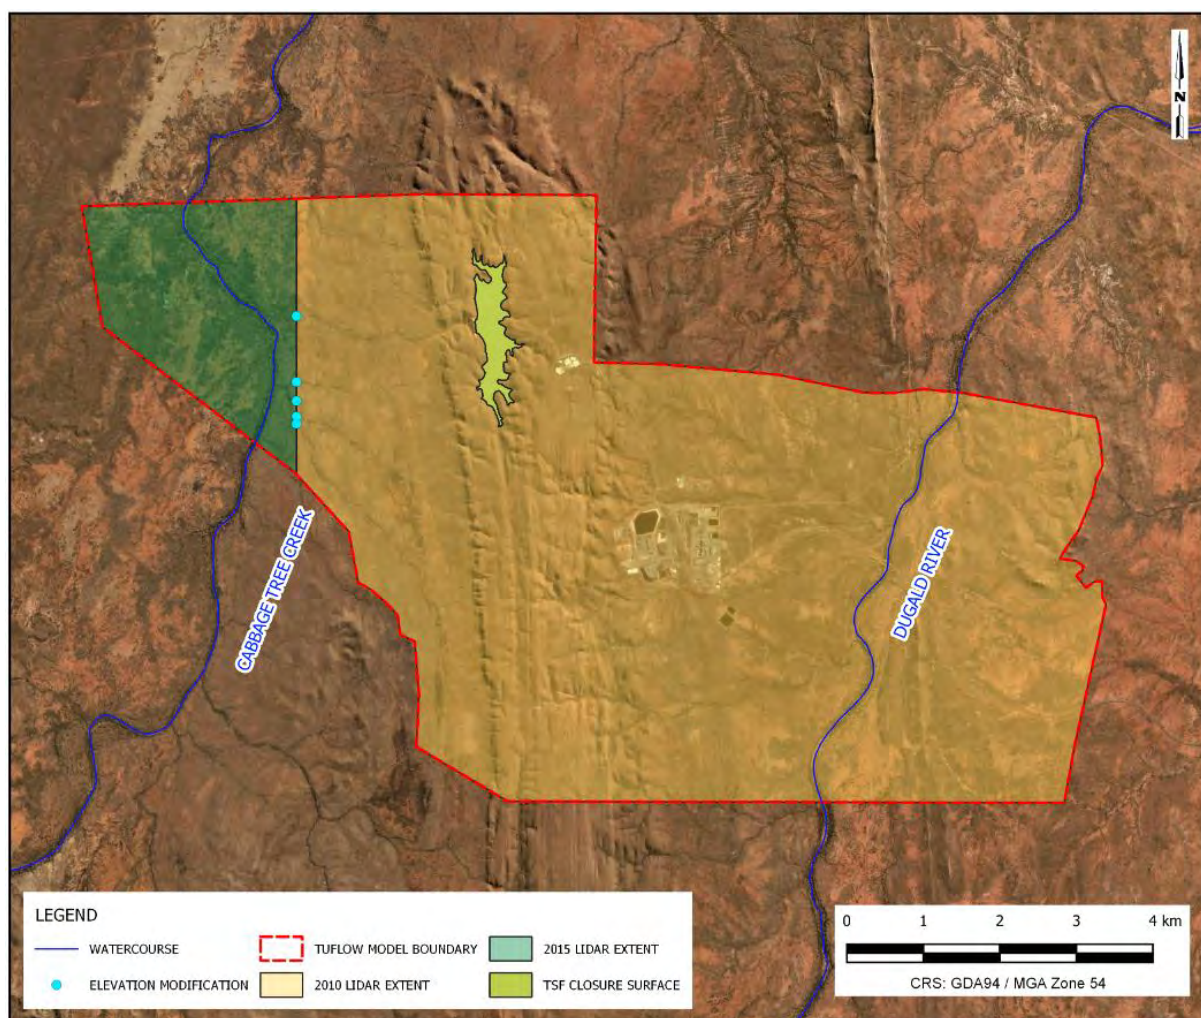 N
CABBAGE TREE CREEK
DUGALD RIVER
LEGEND
WATERCOURSE
TUFLOW MODEL BOUNDARY
2015 LIDAR EXTENT
ELEVATION MODIFICATION
2010 LIDAR EXTENT
TSF CLOSURE SURFACE
0 1 2 3 4 km
CRS: GDA94 / MGA Zone 54